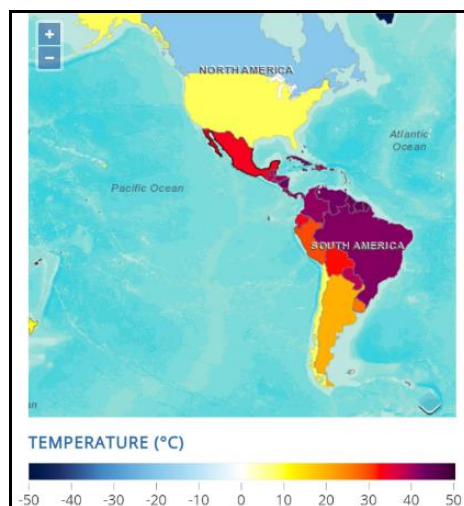 +
−
NORTH AMERICA
Atlantic
Ocean
Pacific Ocean
SOUTH AMERICA
an
TEMPERATURE (°C)
-50 -40 -30 -20 -10 0 10 20 30 40 50